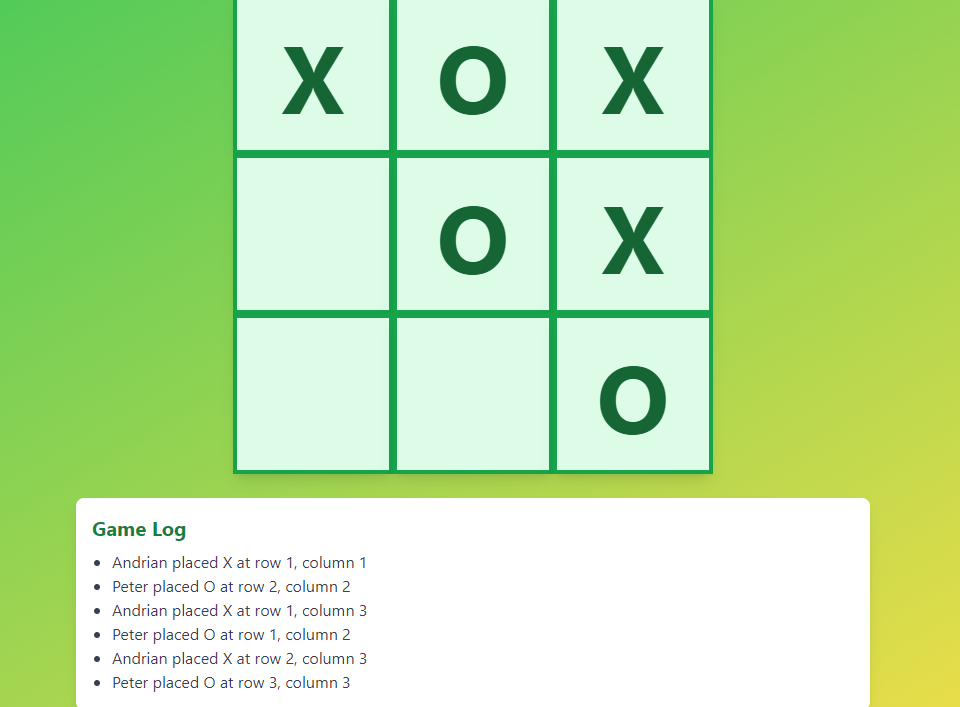 X O X
O X
O
Game Log
Andrian placed X at row 1, column 1
Peter placed O at row 2, column 2
Andrian placed X at row 1, column 3
Peter placed O at row 1, column 2
Andrian placed X at row 2, column 3
Peter placed O at row 3, column 3